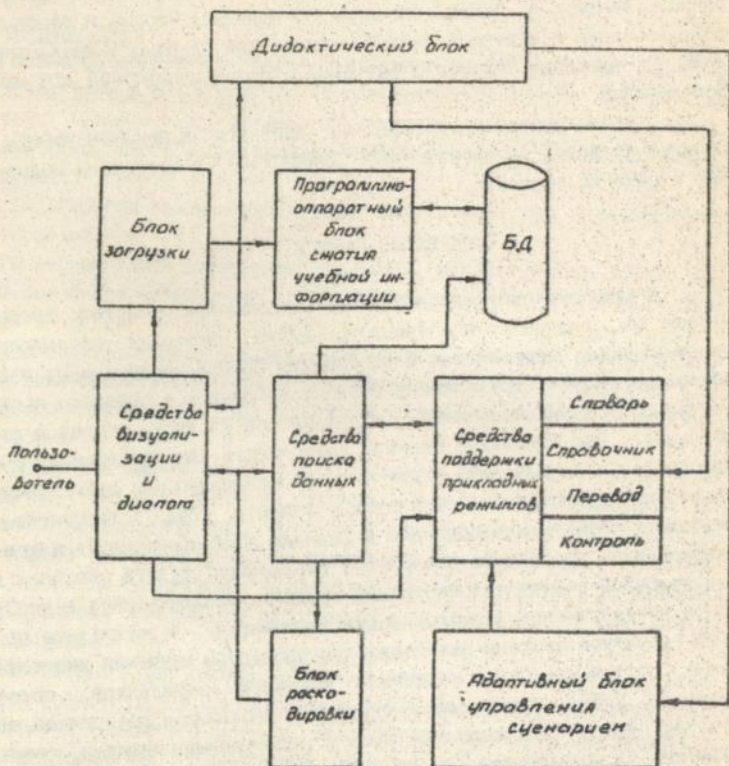 Дидактический блок
Блок
загрузки
Программно-
аппаратный
блок
сжатия
учебной ин-
формации
БД
Пользо-
ватель
Средства
визуали-
зации
и
диалога
Средства
поиска
данных
Средства
поддержки
прикладных
режимов
Словарь
Справочник
Перевод
Контроль
Блок
раско-
дировки
Адаптивный блок
управления
сценарием